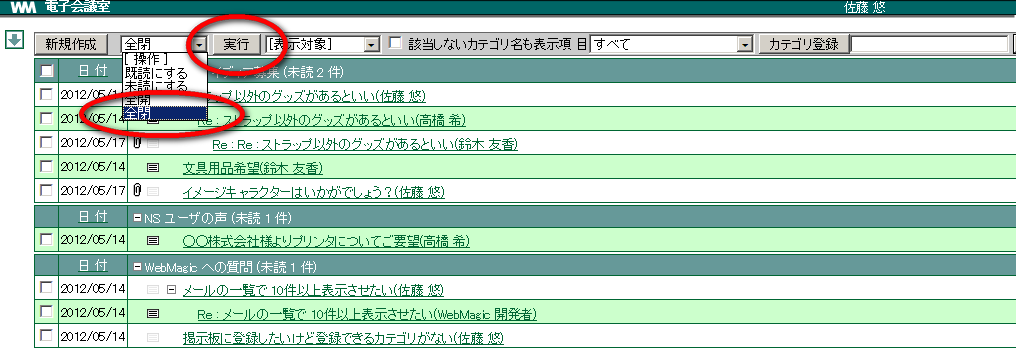 WM 電子会議室 佐藤 悠
新規作成 全閉 実行 [表示対象] 該当しないカテゴリ名も表示項 目 すべて カテゴリ登録
[ 操作 ]
既読にする
未読にする
全開
全閉
日 付 募集 (未読 2 件)
2012/05/1 ップ以外のグッズがあるといい(佐藤 悠)
2012/05/14 Re : ストラップ以外のグッズがあるといい(高橋 希)
2012/05/17 Re : Re : ストラップ以外のグッズがあるといい(鈴木 友香)
2012/05/14 文具用品希望(鈴木 友香)
2012/05/17 イメージキャラクターはいかがでしょう?(佐藤 悠)
日 付 NS ユーザの声 (未読 1 件)
2012/05/14 〇〇株式会社様よりプリンタについてご要望(高橋 希)
日 付 WebMagic への質問 (未読 1 件)
2012/05/14 メールの一覧で 10件以上表示させたい(佐藤 悠)
2012/05/14 Re : メールの一覧で 10件以上表示させたい(WebMagic 開発者)
2012/05/14 掲示板に登録したいけど登録できるカテゴリがない(佐藤 悠)